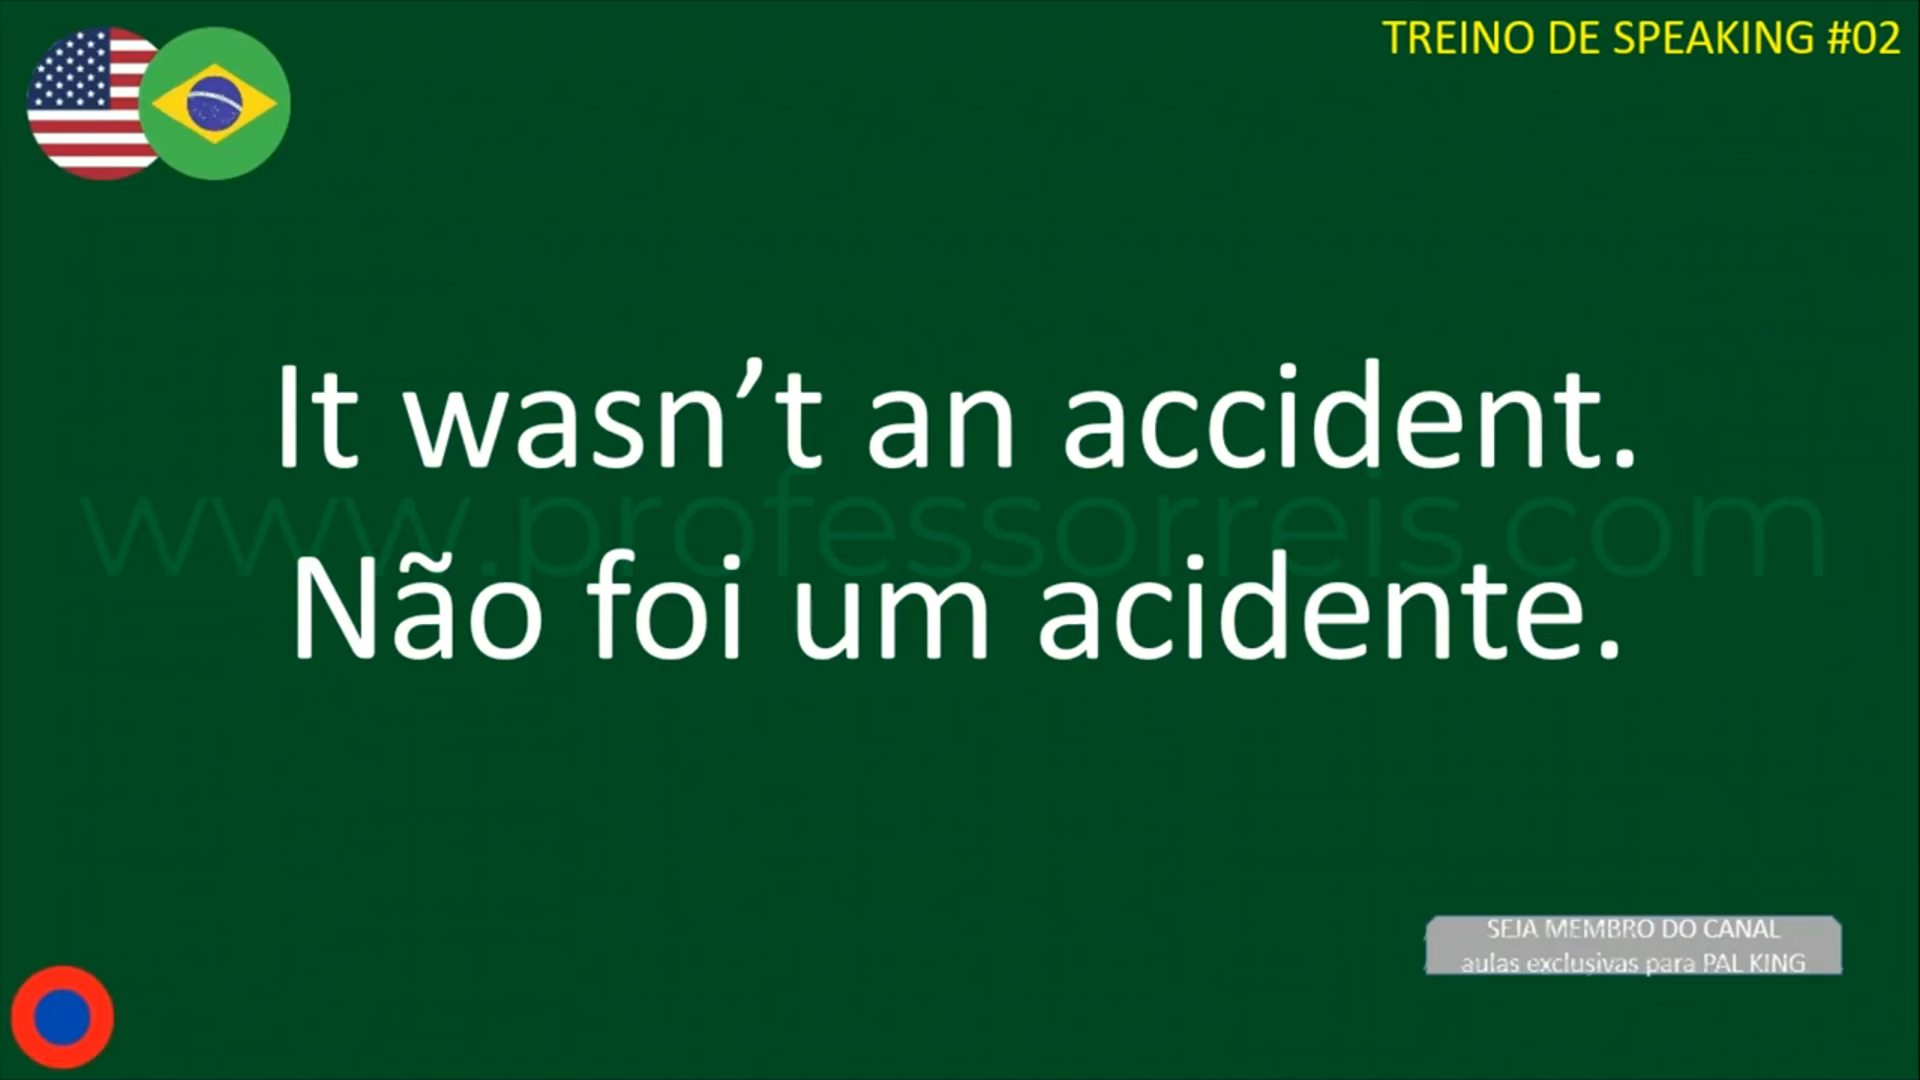 TREINO DE SPEAKING #02
It wasn’t an accident.
www.professorreis.com
Não foi um acidente.
SEJA MEMBRO DO CANAL
aulas exclusivas para PAL KING